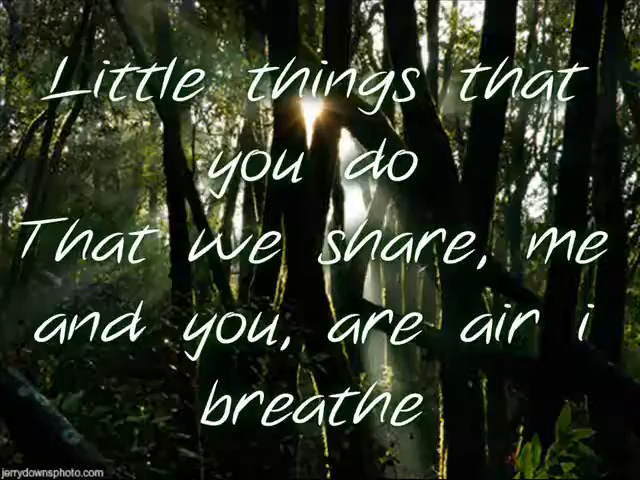 Little things that
you do
That we share, me
and you, are air i
breathe
jerrydownsphoto.com